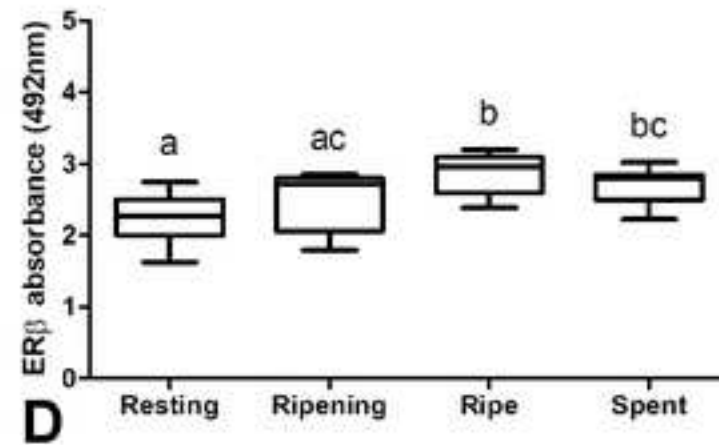 ERβ absorbance (492nm)
5
4
3
2
1
0
a
ac
b
bc
Resting
Ripening
Ripe
Spent
D